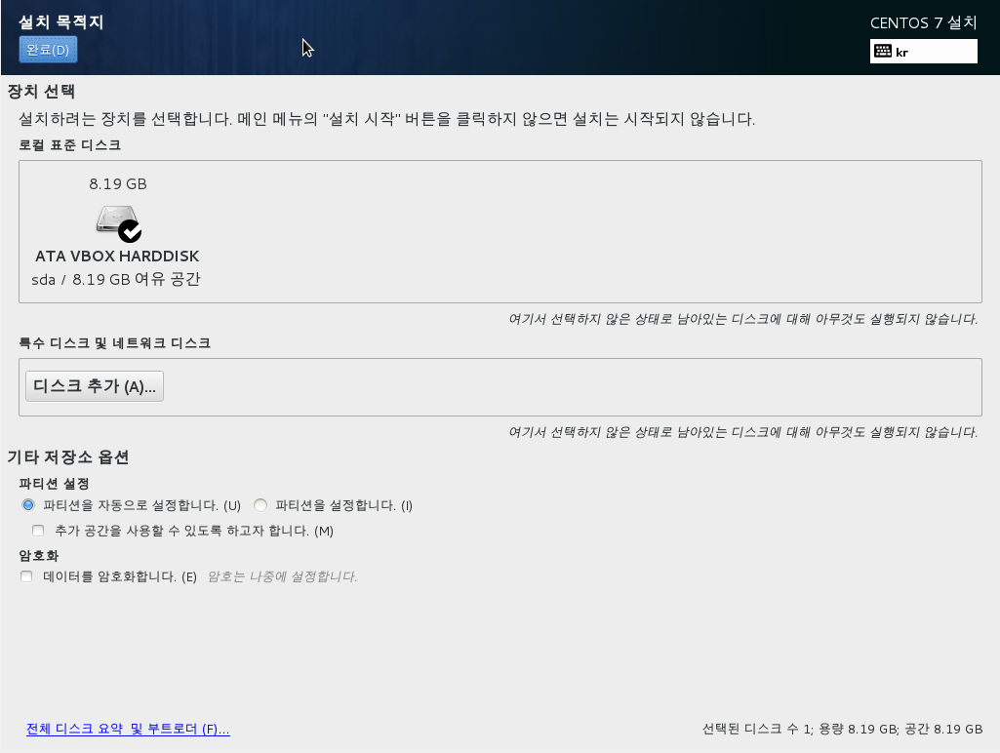 설치 목적지
CENTOS 7 설치
완료(D)
kr
장치 선택
설치하려는 장치를 선택합니다. 메인 메뉴의 "설치 시작" 버튼을 클릭하지 않으면 설치는 시작되지 않습니다.
로컬 표준 디스크
8.19 GB
ATA VBOX HARDDISK
sda / 8.19 GB 여유 공간
여기서 선택하지 않은 상태로 남아있는 디스크에 대해 아무것도 실행되지 않습니다.
특수 디스크 및 네트워크 디스크
디스크 추가 (A)...
여기서 선택하지 않은 상태로 남아있는 디스크에 대해 아무것도 실행되지 않습니다.
기타 저장소 옵션
파티션 설정
파티션을 자동으로 설정합니다. (U) 파티션을 설정합니다. (I)
추가 공간을 사용할 수 있도록 하고자 합니다. (M)
암호화
데이터를 암호화합니다. (E) 암호는 나중에 설정합니다.
전체 디스크 요약 및 부트로더 (F)...
선택된 디스크 수 1; 용량 8.19 GB; 공간 8.19 GB